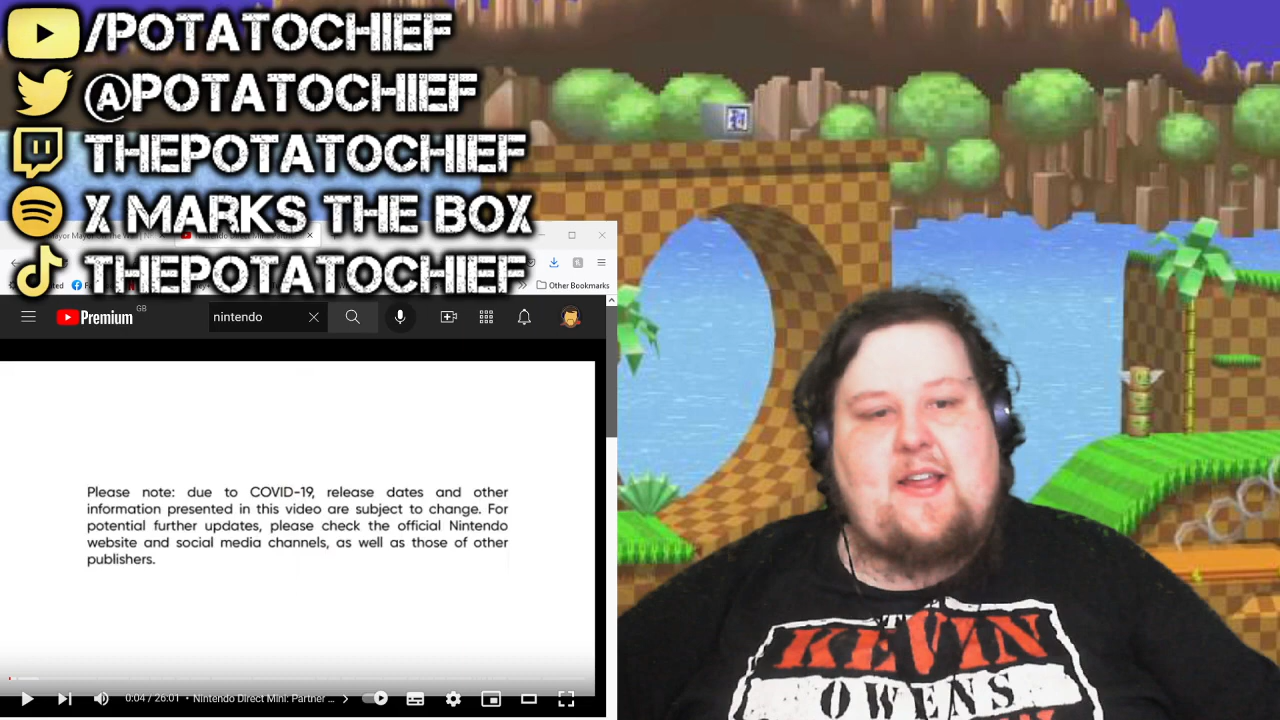 /POTATOCHIEF
@POTATOCHIEF
THEPOTATOCHIEF
X MARKS THE BOX
THEPOTATOCHIEF
Other Bookmarks
Premium GB
nintendo
Please note: due to COVID-19, release dates and other
information presented in this video are subject to change. For
potential further updates, please check the official Nintendo
website and social media channels, as well as those of other
publishers.
0:04 / 26:01 • Nintendo Direct Mini: Partner ...
KEVIN
OWENS